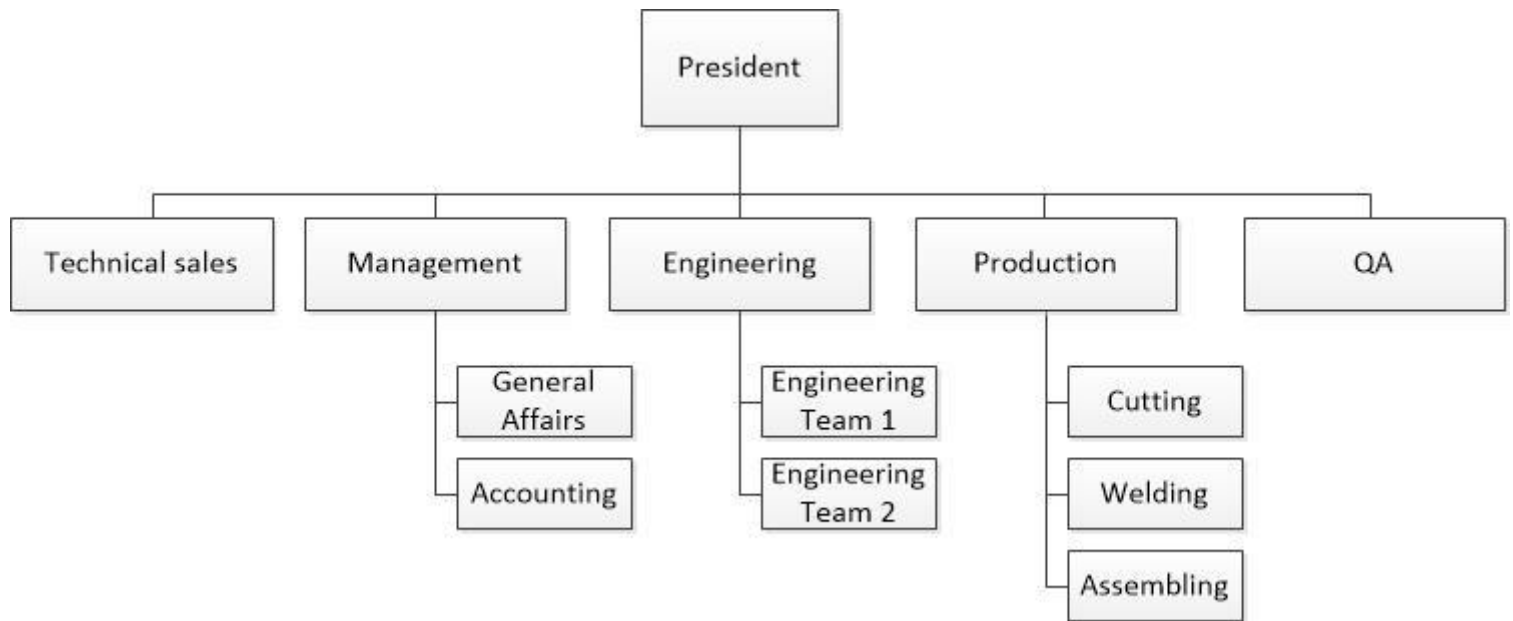 President
Technical sales
Management
Engineering
Production
QA
General
Affairs
Accounting
Engineering
Team 1
Engineering
Team 2
Cutting
Welding
Assembling